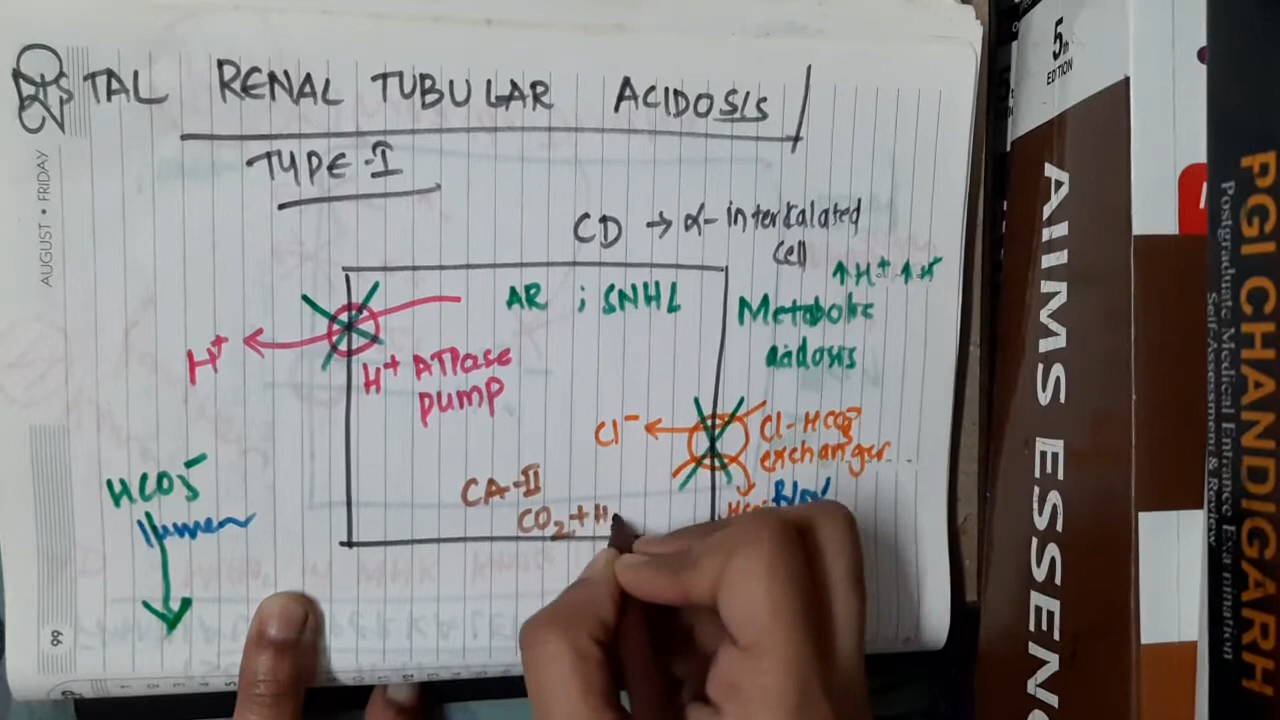 DISTAL RENAL TUBULAR ACIDOSIS
TYPE-I
CD → α-intercalated
cell
↑H⁺ ↑H⁺
AR ; SNHL
Metabolic
acidosis
H⁺
H⁺ ATPase
pump
Cl⁻
Cl-HCO3⁻
exchanger
HCO3⁻
lumen
CA-II
CO₂+H
AUGUST • FRIDAY
99
5th
EDITION
AIIMS ESSEN
PGI CHANDIGARH
Postgraduate Medical Entrance Examination
Self-Assessment & Review